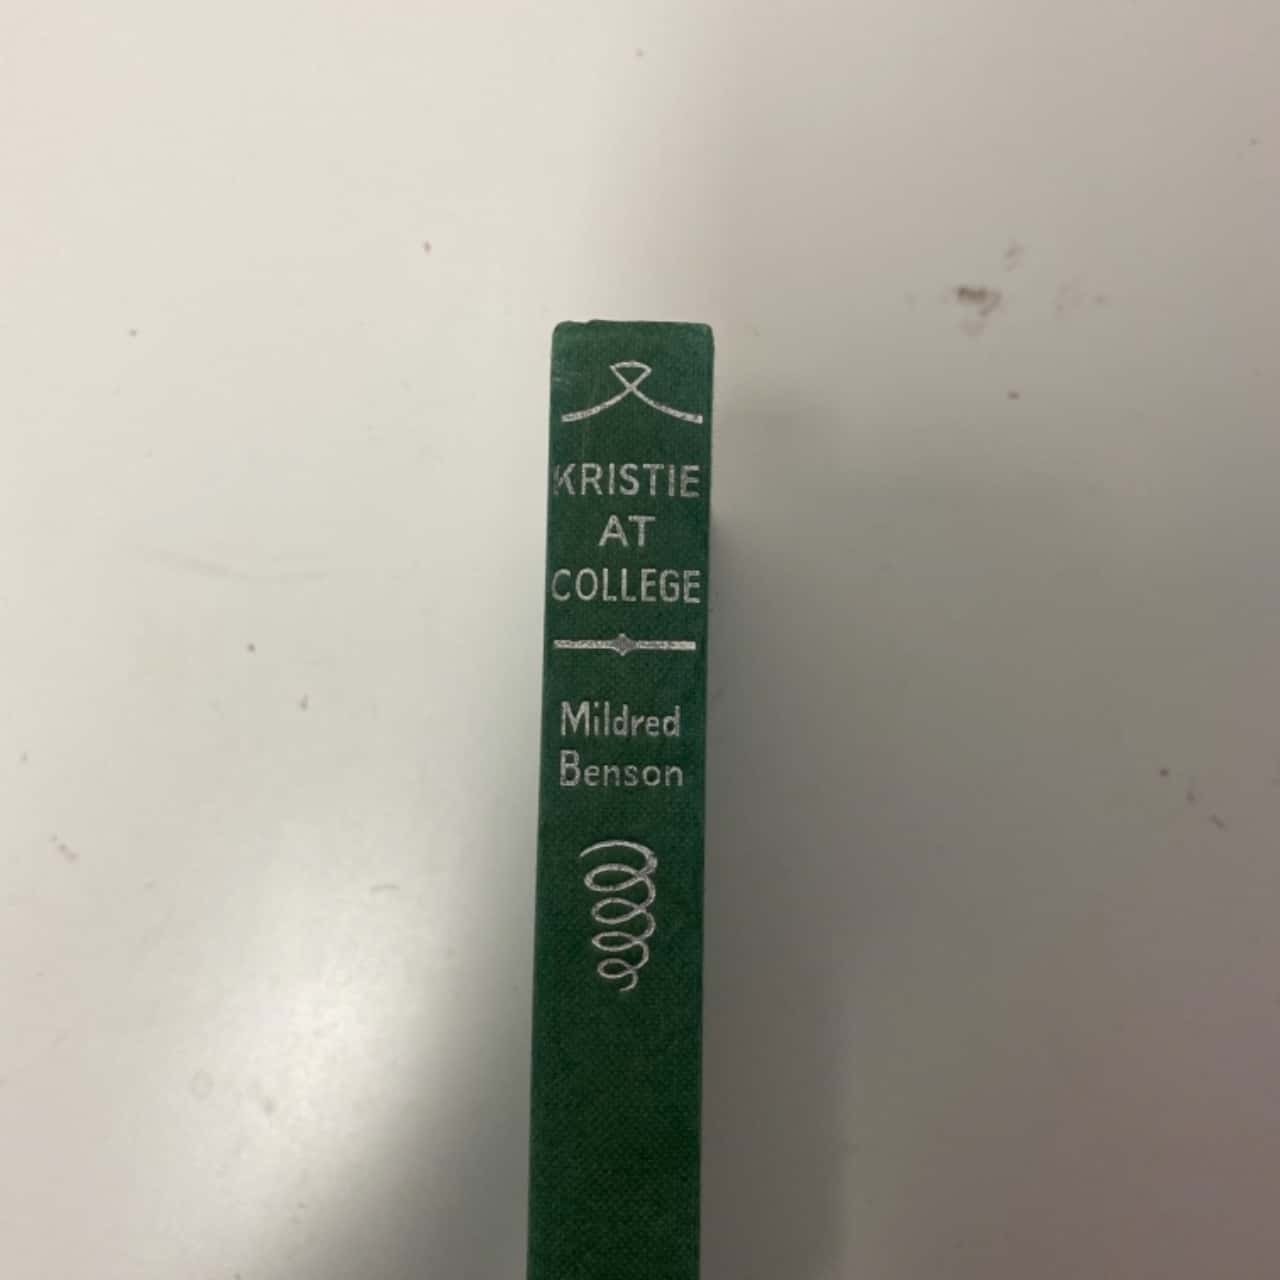 KRISTIE
AT
COLLEGE
Mildred
Benson